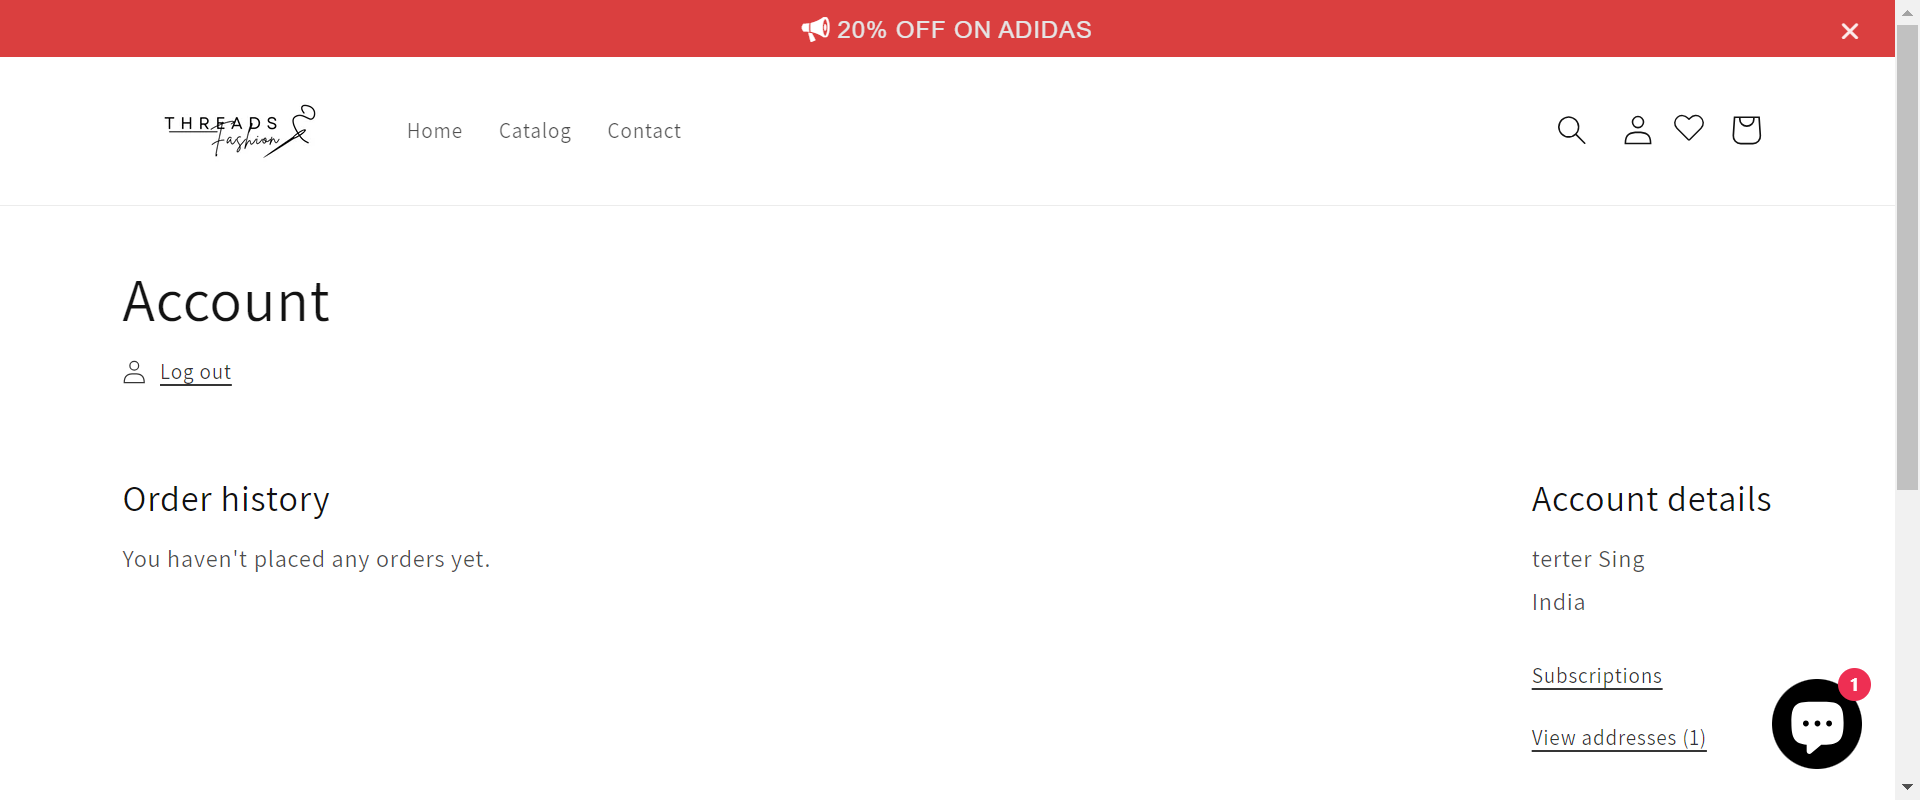 20% OFF ON ADIDAS
THREADS
Fashion
Home
Catalog
Contact
Account
Log out
Order history
You haven't placed any orders yet.
Account details
terter Sing
India
Subscriptions
View addresses (1)
1